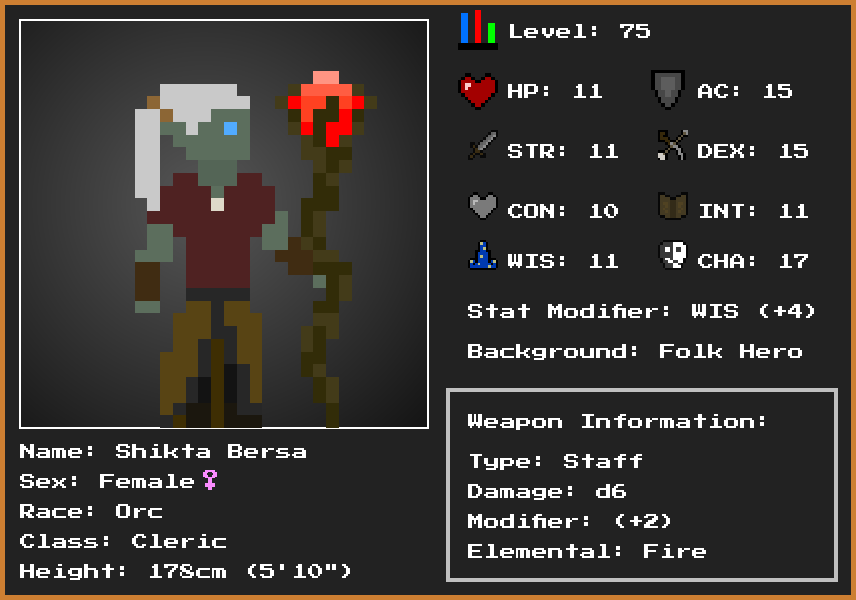 Level: 75
HP: 11
AC: 15
STR: 11
DEX: 15
CON: 10
INT: 11
WIS: 11
CHA: 17
Stat Modifier: WIS (+4)
Background: Folk Hero
Weapon Information:
Type: Staff
Damage: d6
Modifier: (+2)
Elemental: Fire
Name: Shikta Bersa
Sex: Female♀
Race: Orc
Class: Cleric
Height: 178cm (5'10")